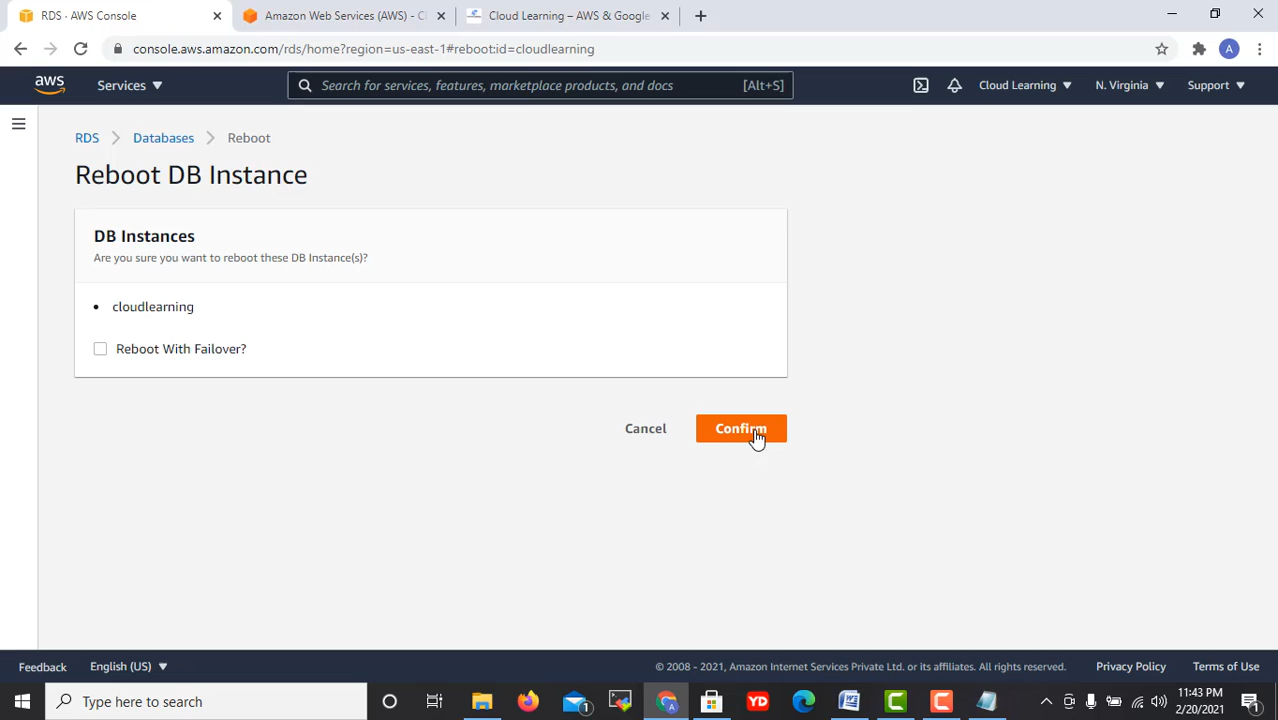 RDS - AWS Console
Amazon Web Services (AWS) - Cl
Cloud Learning – AWS & Google
console.aws.amazon.com/rds/home?region=us-east-1#reboot:id=cloudlearning
A
aws
Services
Search for services, features, marketplace products, and docs
[Alt+S]
Cloud Learning
N. Virginia
Support
RDS
Databases
Reboot
Reboot DB Instance
DB Instances
Are you sure you want to reboot these DB Instance(s)?
• cloudlearning
Reboot With Failover?
Cancel
Confirm
Feedback
English (US)
© 2008 - 2021, Amazon Internet Services Private Ltd. or its affiliates. All rights reserved.
Privacy Policy
Terms of Use
Type here to search
1
A
YD
11:43 PM
2/20/2021
1